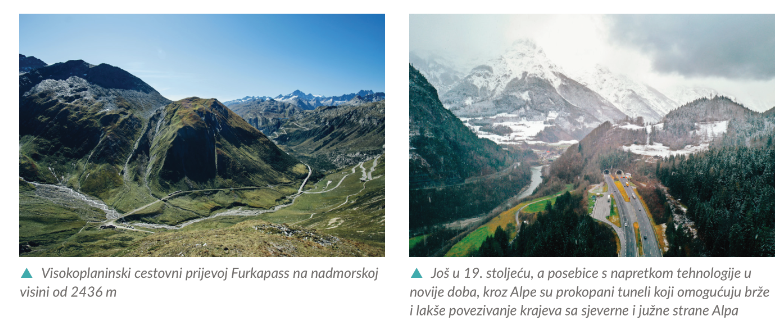 Visokoplaninski cestovni prijevoj Furkapass na nadmorskoj
visini od 2436 m
Još u 19. stoljeću, a posebice s napretkom tehnologije u
novije doba, kroz Alpe su prokopani tuneli koji omogućuju brže
i lakše povezivanje krajeva sa sjeverne i južne strane Alpa